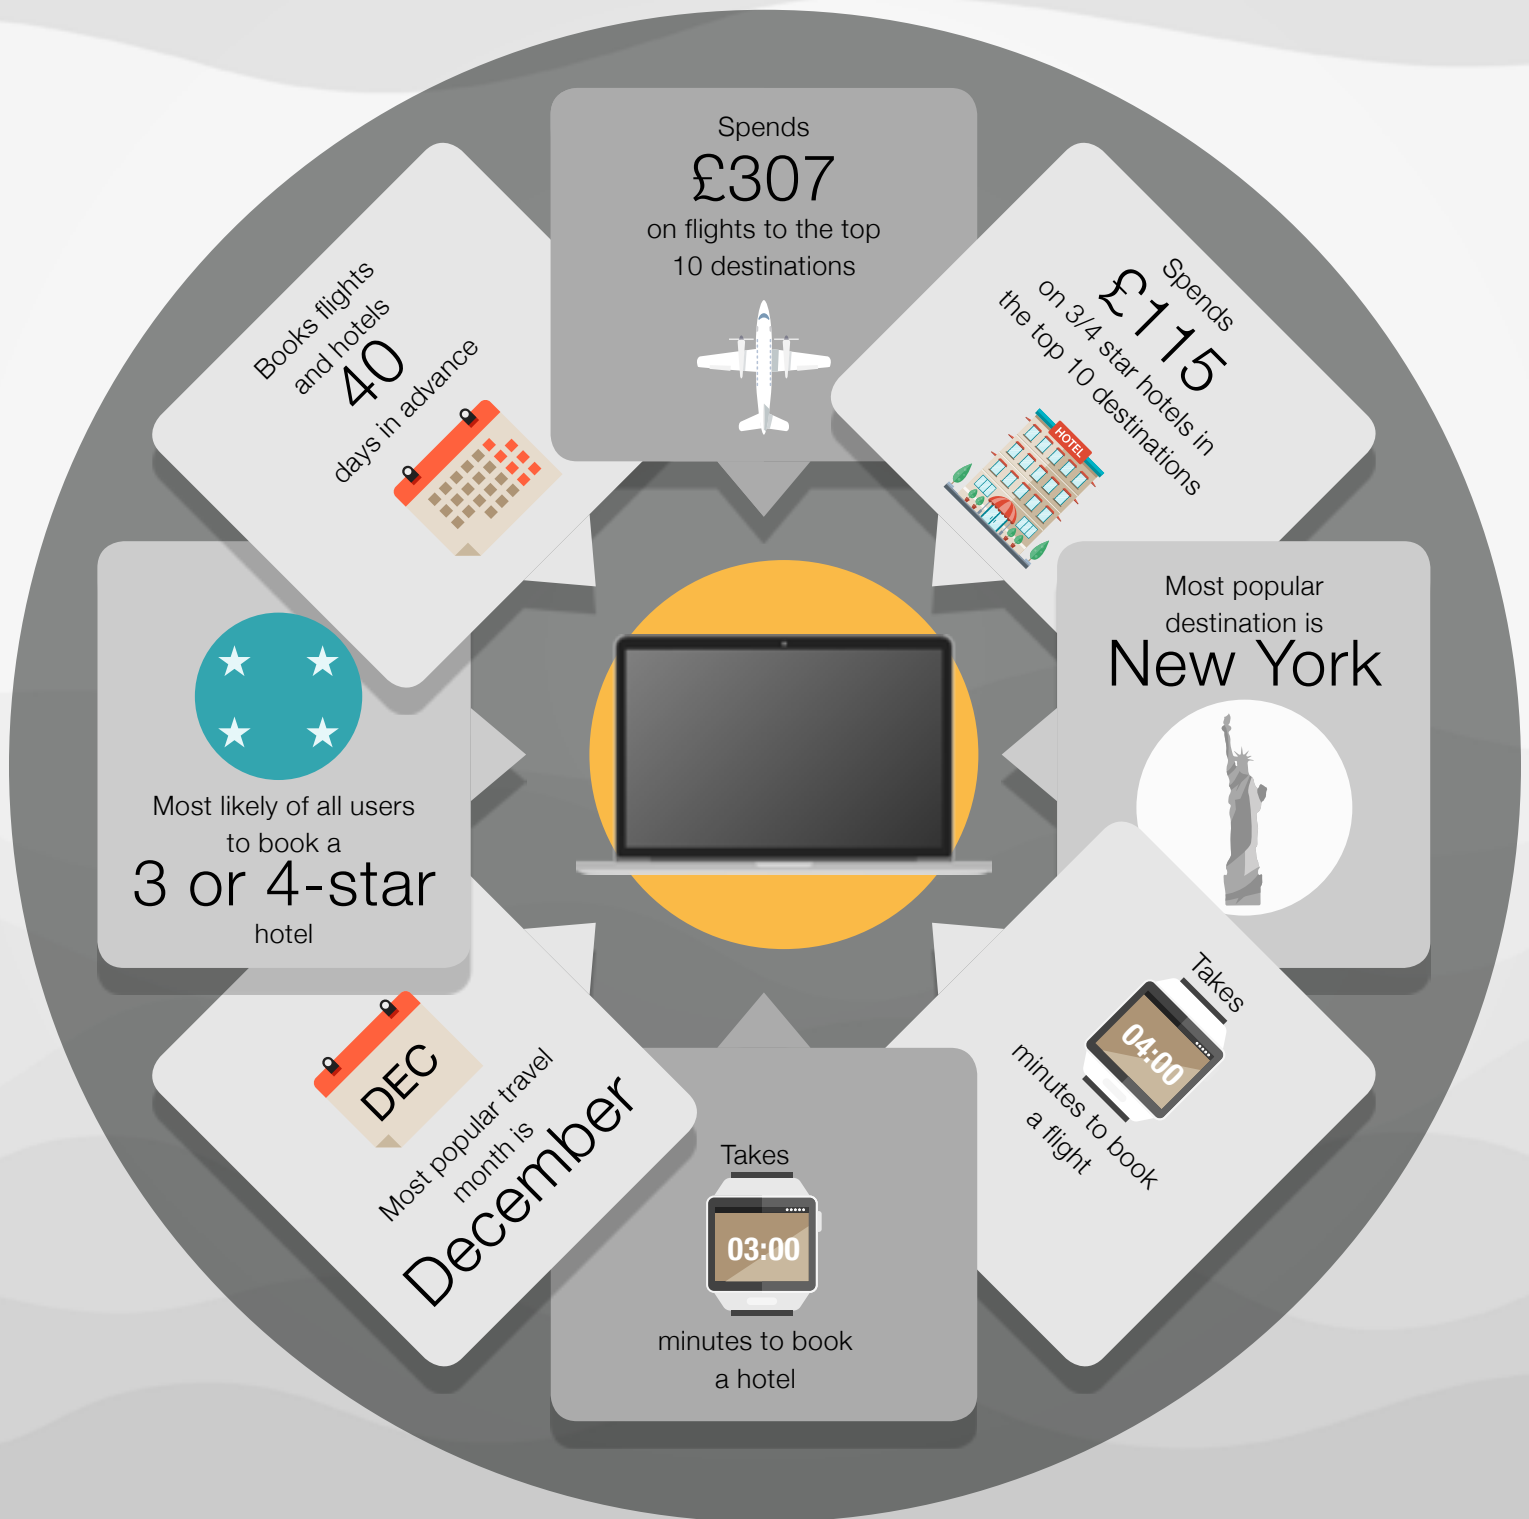 Spends
£307
on flights to the top
10 destinations
Spends
£115
on 3/4 star hotels in
the top 10 destinations
HOTEL
Most popular
destination is
New York
Takes
04:00
minutes to book
a flight
Takes
03:00
minutes to book
a hotel
DEC
Most popular travel
month is
December
Most likely of all users
to book a
3 or 4-star
hotel
Books flights
and hotels
40
days in advance